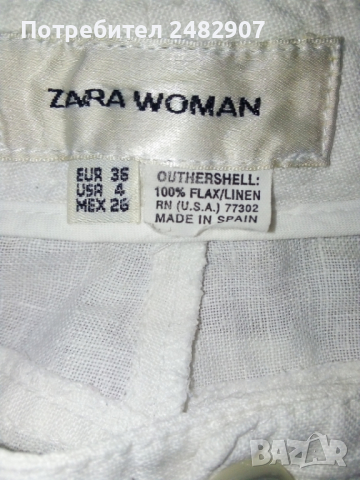 Потребител 2482907
ZARA WOMAN
EUR 36
USA 4
MEX 26
OUTHERSHELL:
100% FLAX/LINEN
RN (U.S.A.) 77302
MADE IN SPAIN
BAZAR